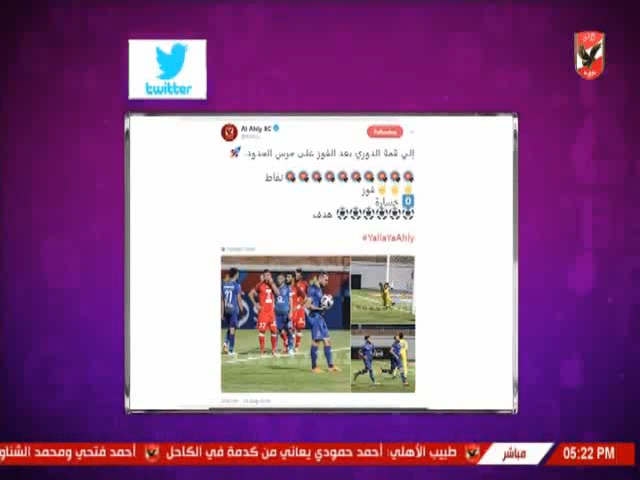 twitter
Al Ahly SC
Following
إلى قمة الدوري بعد الفوز على حرس الحدود..
نقاط
فوز
0 خسارة
هدف
#YallaYaAhly
طبيب الأهلي: أحمد حمودي يعاني من كدمة في الكاحل
أحمد فتحي ومحمد الشناو
مباشر
05:22 PM